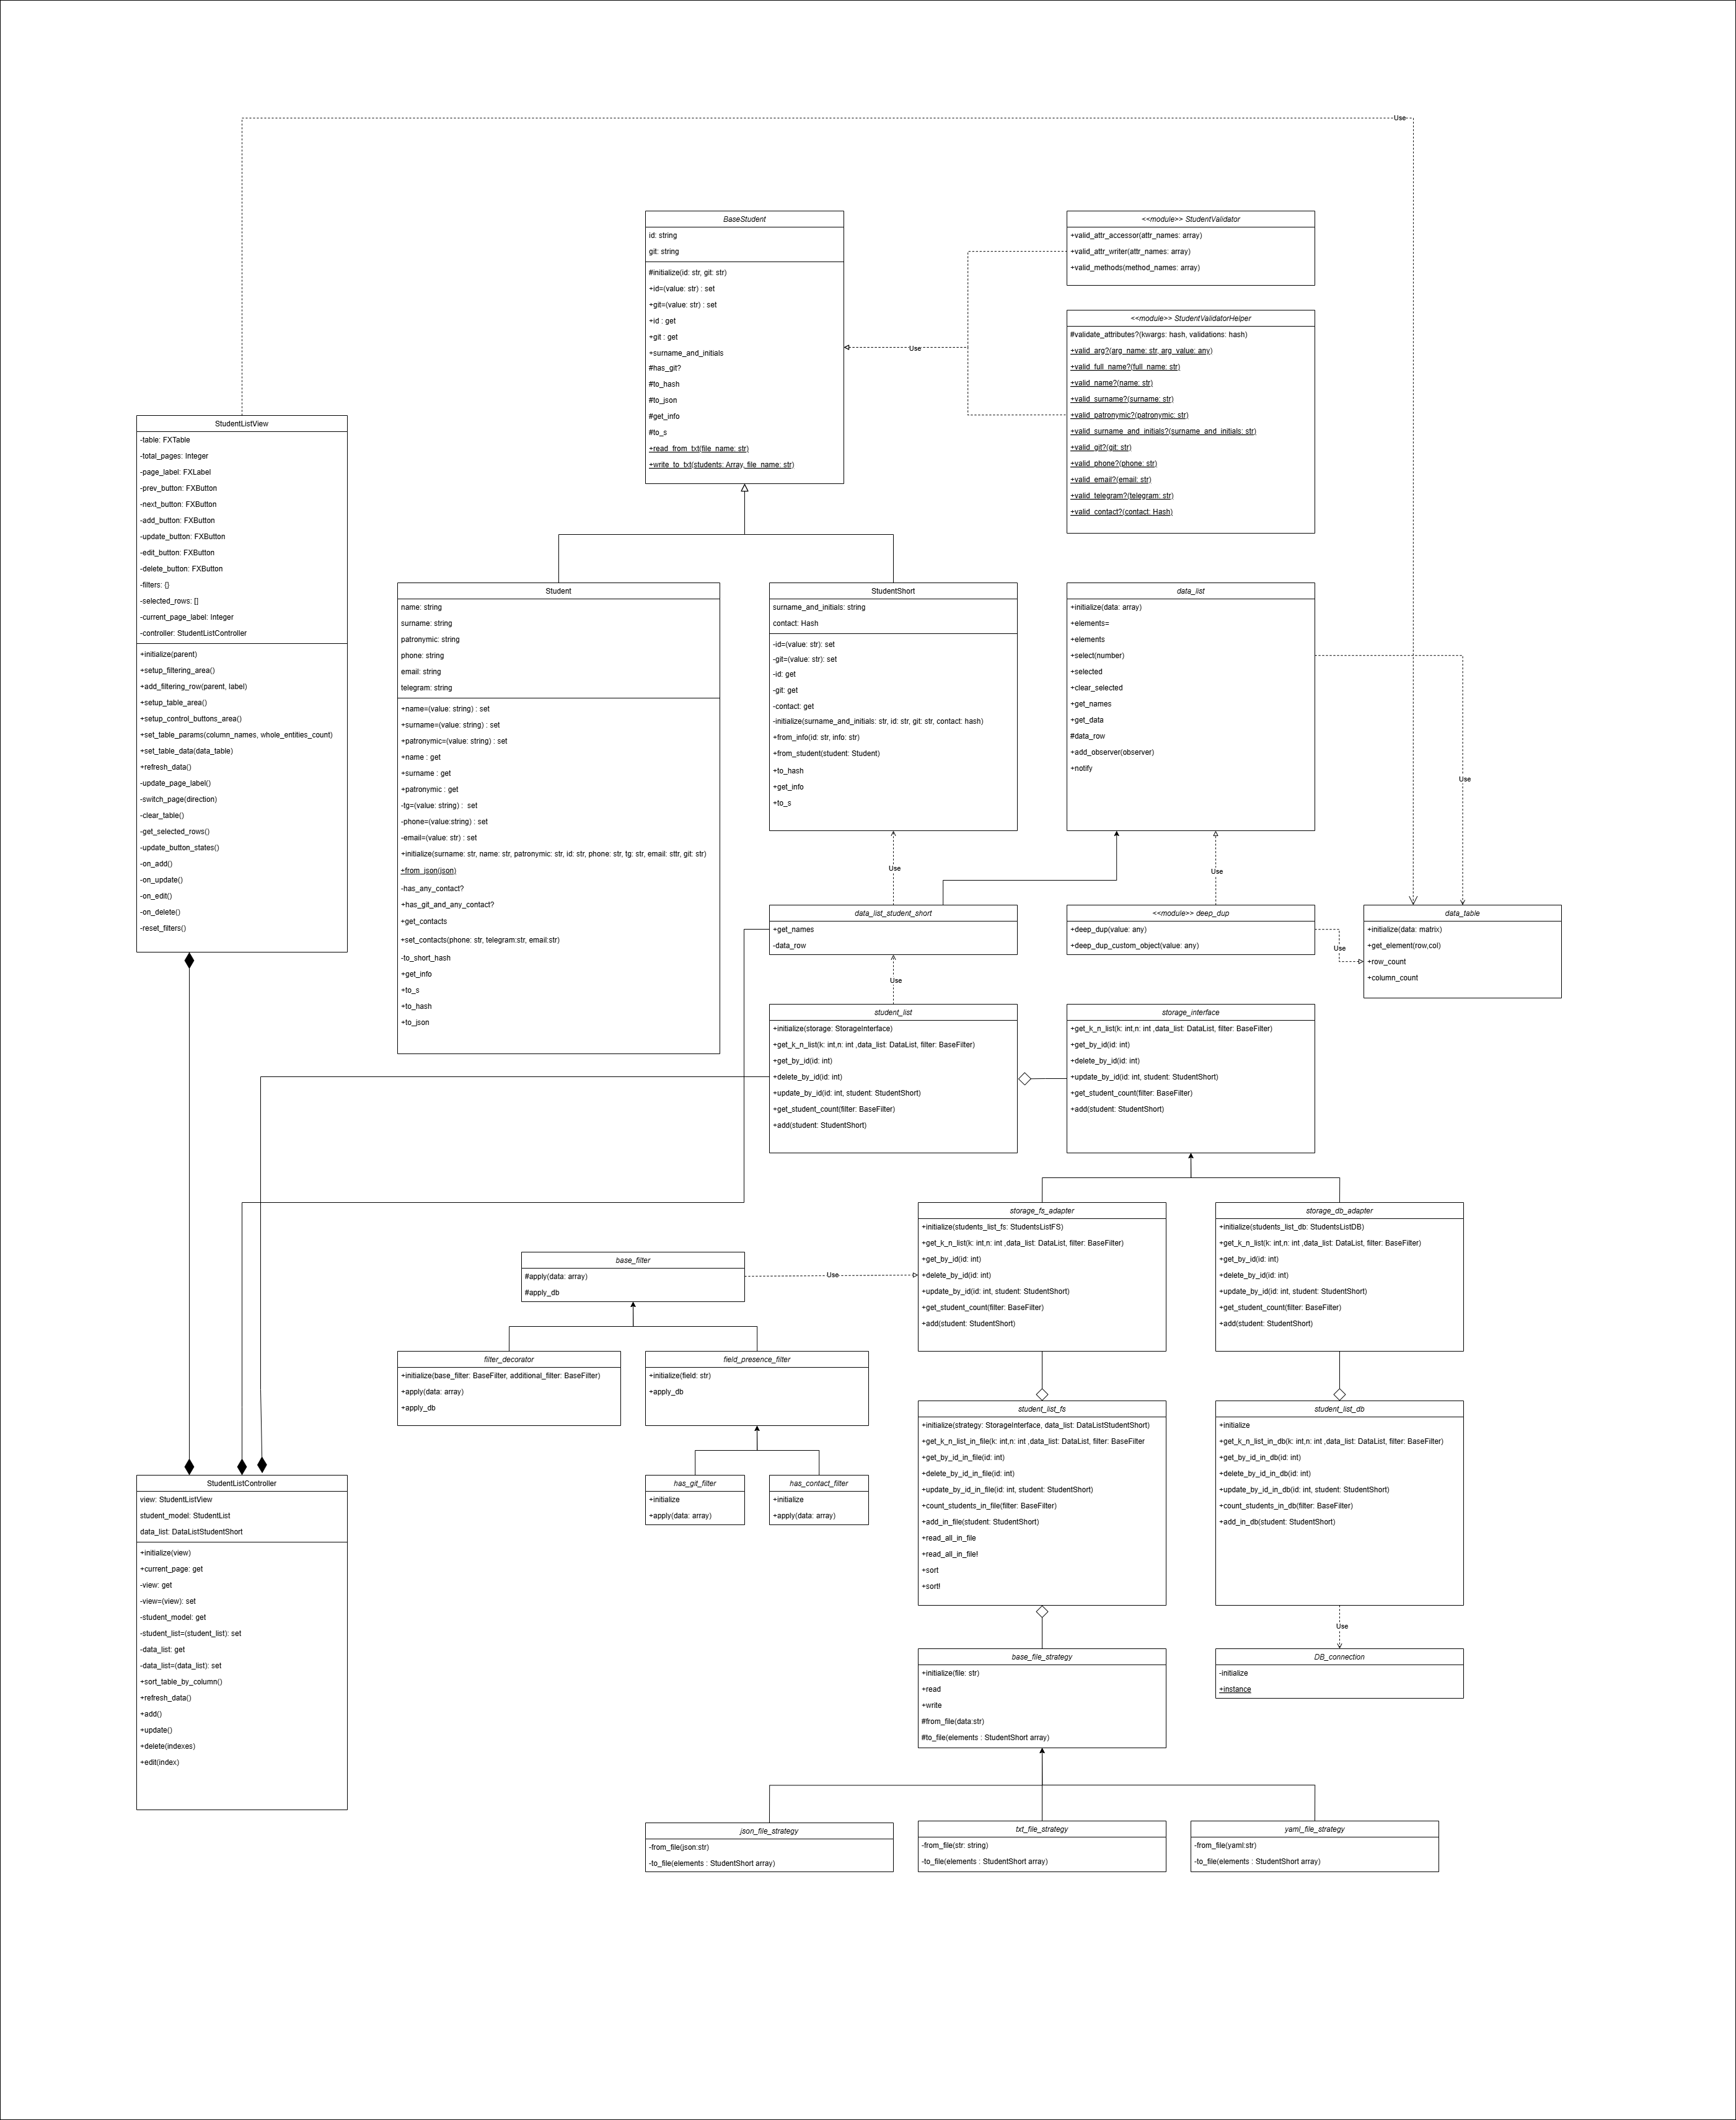 Use
BaseStudent
id: string
git: string
#initialize(id: str, git: str)
+id=(value: str) : set
+git=(value: str) : set
+id : get
+git : get
+surname_and_initials
#has_git?
#to_hash
#to_json
#get_info
#to_s
+read_from_txt(file_name: str)
+write_to_txt(students: Array, file_name: str)
<<module>> StudentValidator
+valid_attr_accessor(attr_names: array)
+valid_attr_writer(attr_names: array)
+valid_methods(method_names: array)
<<module>> StudentValidatorHelper
#validate_attributes?(kwargs: hash, validations: hash)
+valid_arg?(arg_name: str, arg_value: any)
+valid_full_name?(full_name: str)
+valid_name?(name: str)
+valid_surname?(surname: str)
+valid_patronymic?(patronymic: str)
+valid_surname_and_initials?(surname_and_initials: str)
+valid_git?(git: str)
+valid_phone?(phone: str)
+valid_email?(email: str)
+valid_telegram?(telegram: str)
+valid_contact?(contact: Hash)
Use
StudentListView
-table: FXTable
-total_pages: Integer
-page_label: FXLabel
-prev_button: FXButton
-next_button: FXButton
-add_button: FXButton
-update_button: FXButton
-edit_button: FXButton
-delete_button: FXButton
-filters: {}
-selected_rows: []
-current_page_label: Integer
-controller: StudentListController
+initialize(parent)
+setup_filtering_area()
+add_filtering_row(parent, label)
+setup_table_area()
+setup_control_buttons_area()
+set_table_params(column_names, whole_entities_count)
+set_table_data(data_table)
+refresh_data()
-update_page_label()
-switch_page(direction)
-clear_table()
-get_selected_rows()
-update_button_states()
-on_add()
-on_update()
-on_edit()
-on_delete()
-reset_filters()
Student
name: string
surname: string
patronymic: string
phone: string
email: string
telegram: string
+name=(value: string) : set
+surname=(value: string) : set
+patronymic=(value: string) : set
+name : get
+surname : get
+patronymic : get
-tg=(value: string) :  set
-phone=(value:string) : set
-email=(value: str) : set
+initialize(surname: str, name: str, patronymic: str, id: str, phone: str, tg: str, email: sttr, git: str)
+from_json(json)
-has_any_contact?
+has_git_and_any_contact?
+get_contacts
+set_contacts(phone: str, telegram:str, email:str)
-to_short_hash
+get_info
+to_s
+to_hash
+to_json
StudentShort
surname_and_initials: string
contact: Hash
-id=(value: str): set
-git=(value: str): set
-id: get
-git: get
-contact: get
-initialize(surname_and_initials: str, id: str, git: str, contact: hash)
+from_info(id: str, info: str)
+from_student(student: Student)
+to_hash
+get_info
+to_s
data_list
+initialize(data: array)
+elements=
+elements
+select(number)
+selected
+clear_selected
+get_names
+get_data
#data_row
+add_observer(observer)
+notify
Use
Use
Use
data_list_student_short
+get_names
-data_row
<<module>> deep_dup
+deep_dup(value: any)
+deep_dup_custom_object(value: any)
Use
data_table
+initialize(data: matrix)
+get_element(row,col)
+row_count
+column_count
Use
student_list
+initialize(storage: StorageInterface)
+get_k_n_list(k: int,n: int ,data_list: DataList, filter: BaseFilter)
+get_by_id(id: int)
+delete_by_id(id: int)
+update_by_id(id: int, student: StudentShort)
+get_student_count(filter: BaseFilter)
+add(student: StudentShort)
storage_interface
+get_k_n_list(k: int,n: int ,data_list: DataList, filter: BaseFilter)
+get_by_id(id: int)
+delete_by_id(id: int)
+update_by_id(id: int, student: StudentShort)
+get_student_count(filter: BaseFilter)
+add(student: StudentShort)
storage_fs_adapter
+initialize(students_list_fs: StudentsListFS)
+get_k_n_list(k: int,n: int ,data_list: DataList, filter: BaseFilter)
+get_by_id(id: int)
+delete_by_id(id: int)
+update_by_id(id: int, student: StudentShort)
+get_student_count(filter: BaseFilter)
+add(student: StudentShort)
storage_db_adapter
+initialize(students_list_db: StudentsListDB)
+get_k_n_list(k: int,n: int ,data_list: DataList, filter: BaseFilter)
+get_by_id(id: int)
+delete_by_id(id: int)
+update_by_id(id: int, student: StudentShort)
+get_student_count(filter: BaseFilter)
+add(student: StudentShort)
base_filter
#apply(data: array)
#apply_db
Use
filter_decorator
+initialize(base_filter: BaseFilter, additional_filter: BaseFilter)
+apply(data: array)
+apply_db
field_presence_filter
+initialize(field: str)
+apply_db
has_git_filter
+initialize
+apply(data: array)
has_contact_filter
+initialize
+apply(data: array)
student_list_fs
+initialize(strategy: StorageInterface, data_list: DataListStudentShort)
+get_k_n_list_in_file(k: int,n: int ,data_list: DataList, filter: BaseFilter
+get_by_id_in_file(id: int)
+delete_by_id_in_file(id: int)
+update_by_id_in_file(id: int, student: StudentShort)
+count_students_in_file(filter: BaseFilter)
+add_in_file(student: StudentShort)
+read_all_in_file
+read_all_in_file!
+sort
+sort!
student_list_db
+initialize
+get_k_n_list_in_db(k: int,n: int ,data_list: DataList, filter: BaseFilter)
+get_by_id_in_db(id: int)
+delete_by_id_in_db(id: int)
+update_by_id_in_db(id: int, student: StudentShort)
+count_students_in_db(filter: BaseFilter)
+add_in_db(student: StudentShort)
Use
StudentListController
view: StudentListView
student_model: StudentList
data_list: DataListStudentShort
+initialize(view)
+current_page: get
-view: get
-view=(view): set
-student_model: get
-student_list=(student_list): set
-data_list: get
-data_list=(data_list): set
+sort_table_by_column()
+refresh_data()
+add()
+update()
+delete(indexes)
+edit(index)
base_file_strategy
+initialize(file: str)
+read
+write
#from_file(data:str)
#to_file(elements : StudentShort array)
DB_connection
-initialize
+instance
json_file_strategy
-from_file(json:str)
-to_file(elements : StudentShort array)
txt_file_strategy
-from_file(str: string)
-to_file(elements : StudentShort array)
yaml_file_strategy
-from_file(yaml:str)
-to_file(elements : StudentShort array)